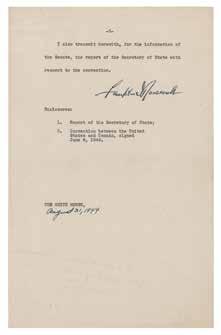 -2-
I also transmit herewith, for the information of
the Senate, the report of the Secretary of State with
respect to the convention.
Franklin D Roosevelt
Enclosures:
1. Report of the Secretary of State;
2. Convention between the United
States and Canada, signed
June 8, 1944.
THE WHITE HOUSE,
August 21, 1944